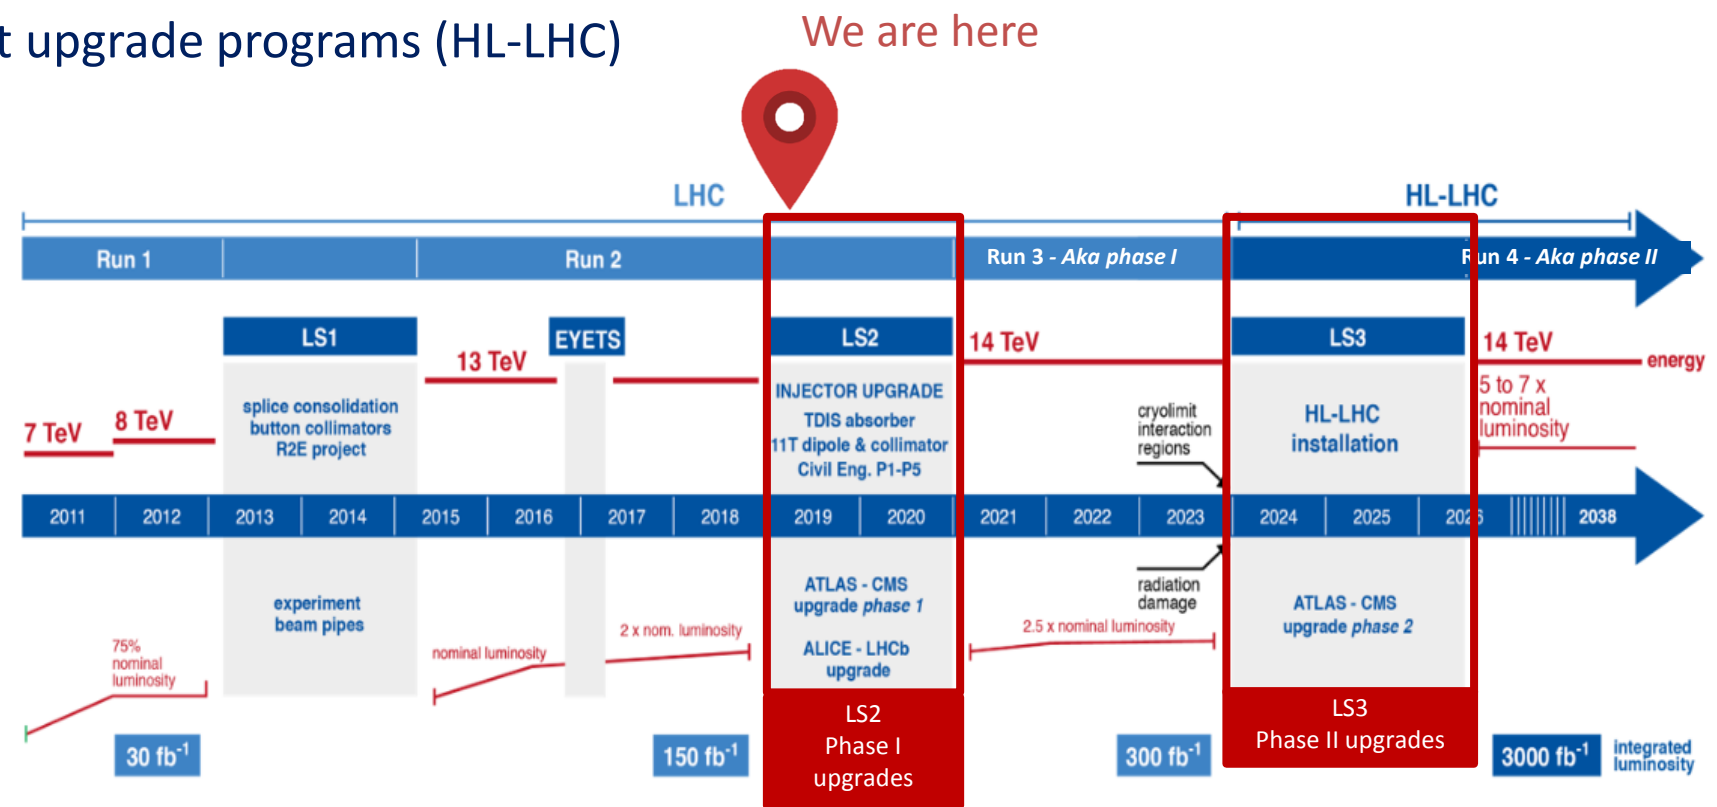 t upgrade programs (HL-LHC)
We are here
LHC
HL-LHC
Run 1
Run 2
Run 3 - Aka phase I
Run 4 - Aka phase II
LS1
EYETS
LS2
LS3
7 TeV
8 TeV
13 TeV
14 TeV
14 TeV
energy
splice consolidation
button collimators
R2E project
INJECTOR UPGRADE
TDIS absorber
11T dipole & collimator
Civil Eng. P1-P5
cryolimit
interaction
regions
HL-LHC
installation
5 to 7 x
nominal
luminosity
2011 2012 2013 2014 2015 2016 2017 2018 2019 2020 2021 2022 2023 2024 2025 2026 2038
experiment
beam pipes
ATLAS - CMS
upgrade phase 1
ALICE - LHCb
upgrade
radiation
damage
ATLAS - CMS
upgrade phase 2
75%
nominal
luminosity
nominal luminosity
2 x nom. luminosity
2.5 x nominal luminosity
30 fb⁻¹
150 fb⁻¹
LS2
Phase I
upgrades
300 fb⁻¹
LS3
Phase II upgrades
3000 fb⁻¹
integrated
luminosity